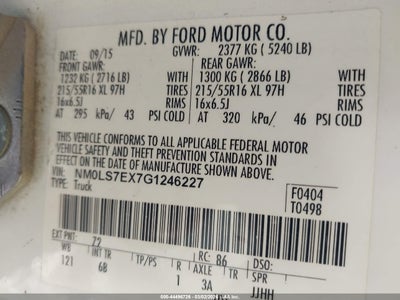 MFD. BY FORD MOTOR CO.
DATE: 09/15 GVWR: 2377 KG ( 5240 LB)
FRONT GAWR: REAR GAWR:
1232 KG ( 2716 LB) WITH 1300 KG ( 2866 LB) WITH
215/55R16 XL 97H TIRES 215/55R16 XL 97H TIRES
16x6.5J RIMS 16x6.5J RIMS
AT 295 kPa/ 43 PSI COLD AT 320 kPa/ 46 PSI COLD
THIS VEHICLE CONFORMS TO ALL APPLICABLE FEDERAL MOTOR
VEHICLE SAFETY AND THEFT PREVENTION STANDARDS IN EFFECT
ON THE DATE OF MANUFACTURE SHOWN ABOVE.
VIN: NM0LS7EX7G1246227
TYPE: Truck
F0404
T0498
EXT PNT: Z2 RC: 86 DSO:
WB BRK INT TR TP/PS R AXLE TR SPR
121 6B 1 3A JJHH